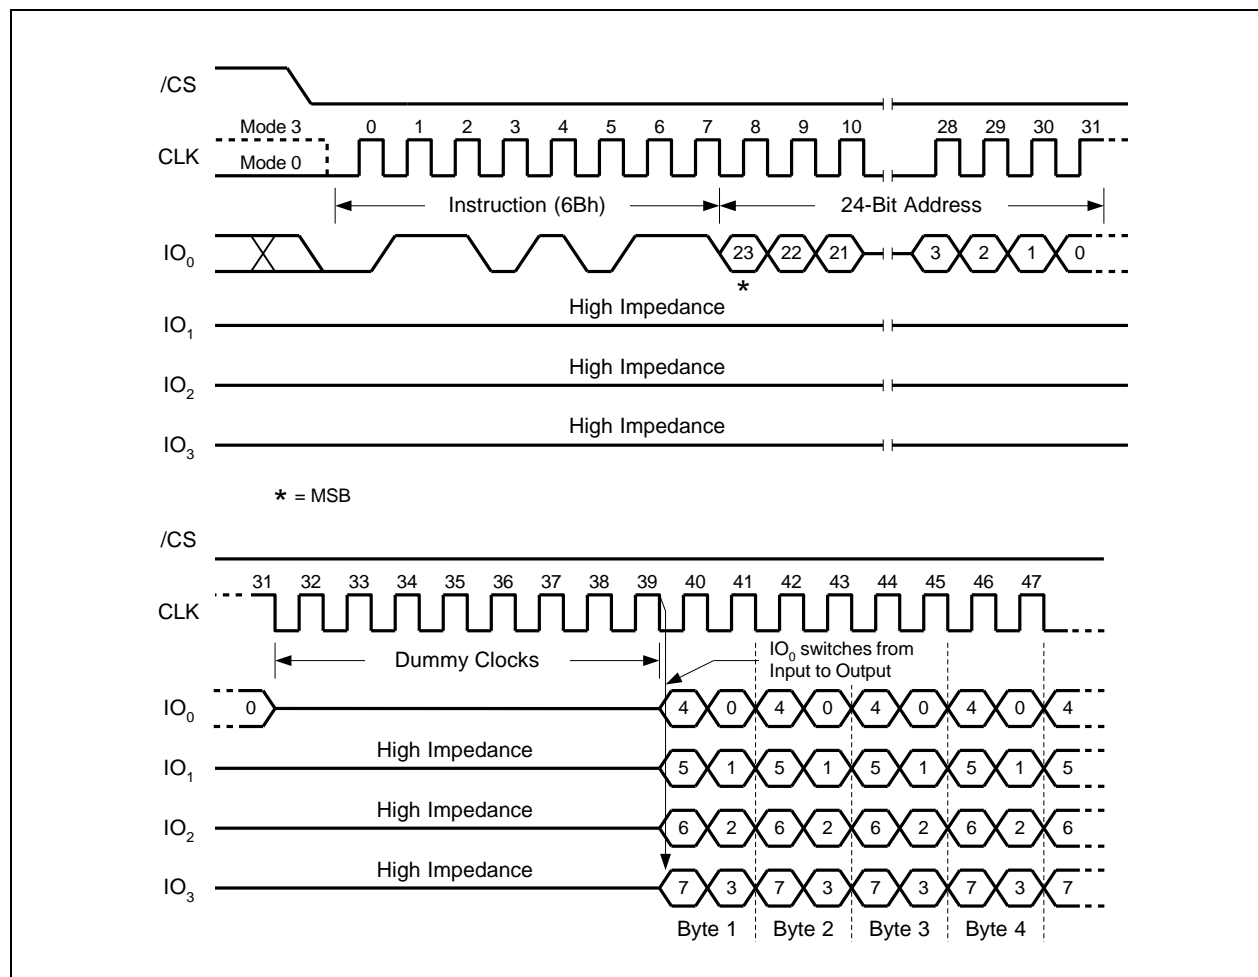 /CS
Mode 3 0 1 2 3 4 5 6 7 8 9 10 28 29 30 31
CLK
Mode 0
Instruction (6Bh) 24-Bit Address
IO0 23 22 21 3 2 1 0
*
High Impedance
IO1
High Impedance
IO2
High Impedance
IO3
* = MSB
/CS
31 32 33 34 35 36 37 38 39 40 41 42 43 44 45 46 47
CLK
Dummy Clocks
IO0 switches from
Input to Output
IO0 0 4 0 4 0 4 0 4 0 4
High Impedance
IO1 5 1 5 1 5 1 5 1 5
High Impedance
IO2 6 2 6 2 6 2 6 2 6
High Impedance
IO3 7 3 7 3 7 3 7 3 7
Byte 1 Byte 2 Byte 3 Byte 4